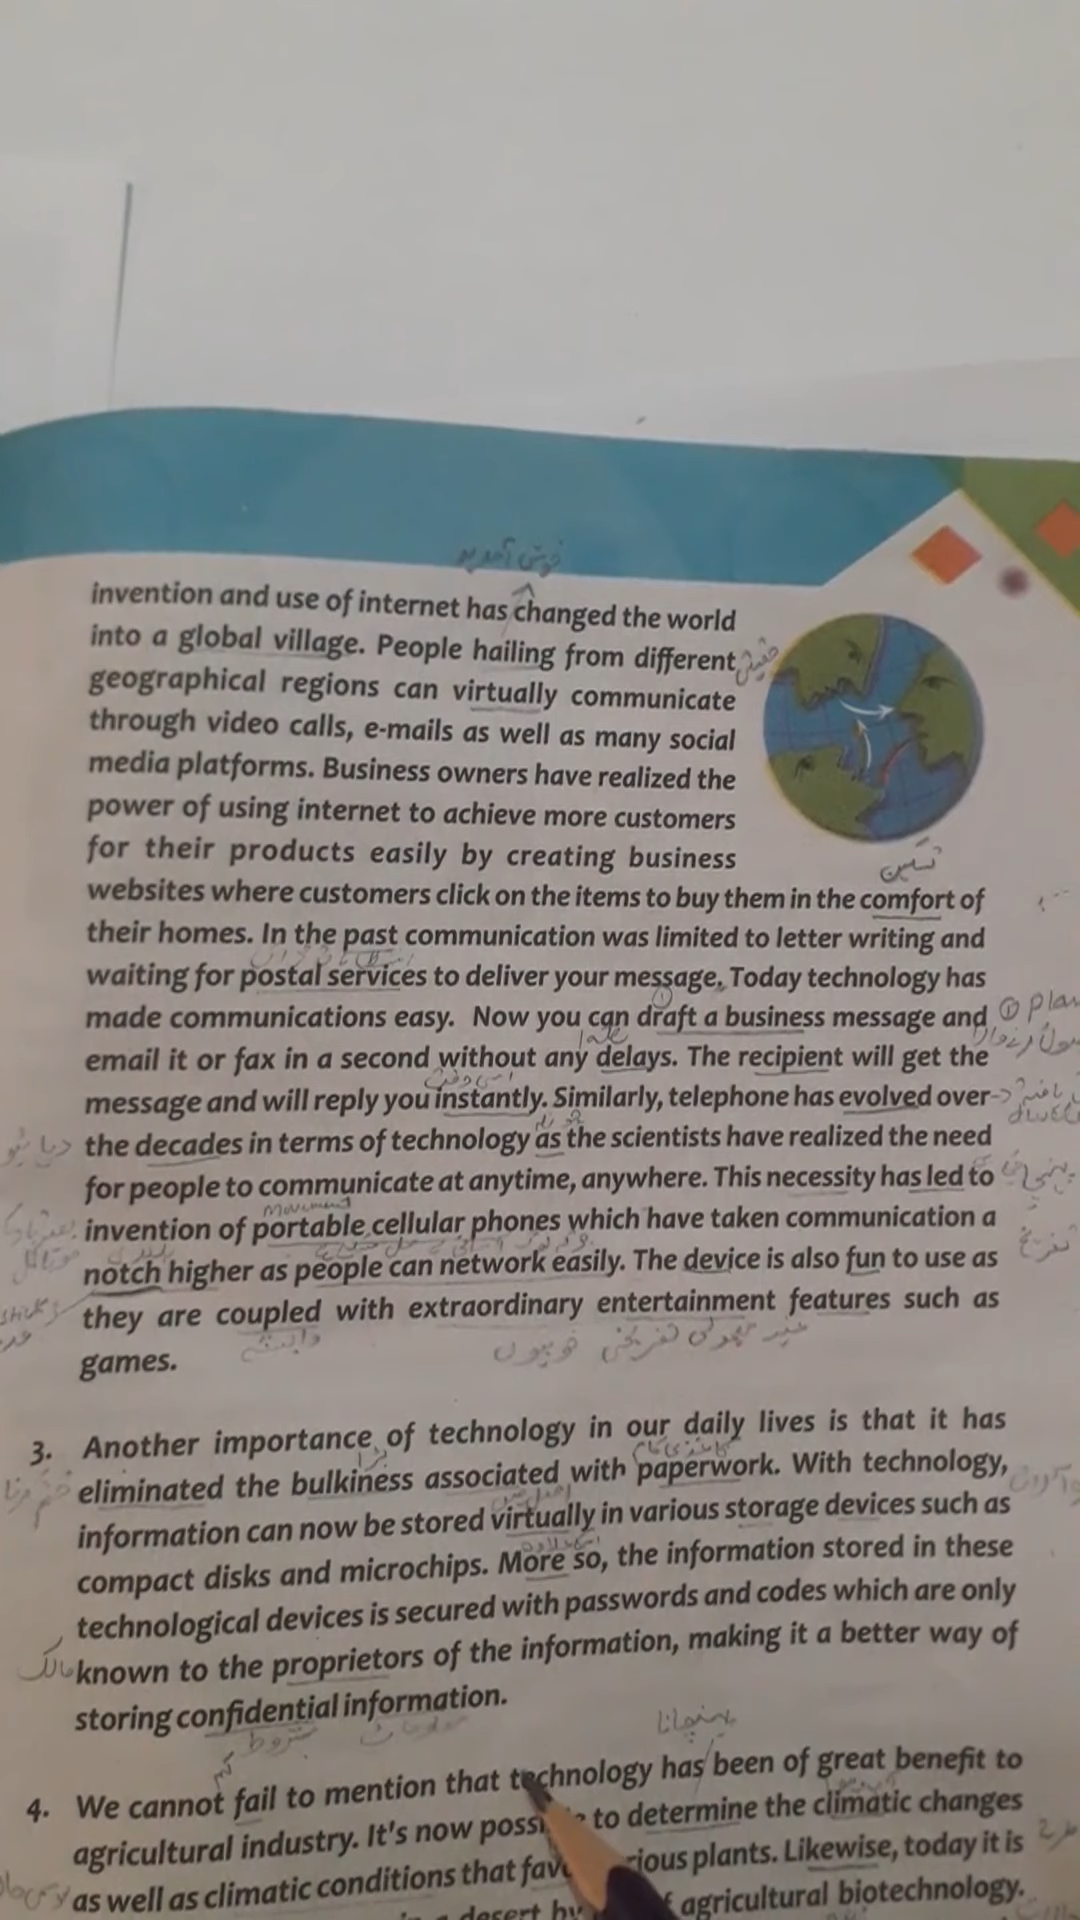 invention and use of internet has changed the world
into a global village. People hailing from different
geographical regions can virtually communicate
through video calls, e-mails as well as many social
media platforms. Business owners have realized the
power of using internet to achieve more customers
for their products easily by creating business
websites where customers click on the items to buy them in the comfort of
their homes. In the past communication was limited to letter writing and
waiting for postal services to deliver your message. Today technology has
made communications easy. Now you can draft a business message and
email it or fax in a second without any delays. The recipient will get the
message and will reply you instantly. Similarly, telephone has evolved over
the decades in terms of technology as the scientists have realized the need
for people to communicate at anytime, anywhere. This necessity has led to
Movement
invention of portable cellular phones which have taken communication a
notch higher as people can network easily. The device is also fun to use as
they are coupled with extraordinary entertainment features such as
games.
3. Another importance of technology in our daily lives is that it has
eliminated the bulkiness associated with paperwork. With technology,
information can now be stored virtually in various storage devices such as
compact disks and microchips. More so, the information stored in these
technological devices is secured with passwords and codes which are only
مالک
known to the proprietors of the information, making it a better way of
storing confidential information.
پہنچانا
4. We cannot fail to mention that technology has been of great benefit to
agricultural industry. It's now to determine the climatic changes
as well as climatic conditions that plants. Likewise, today it is
desert by agricultural biotechnology.